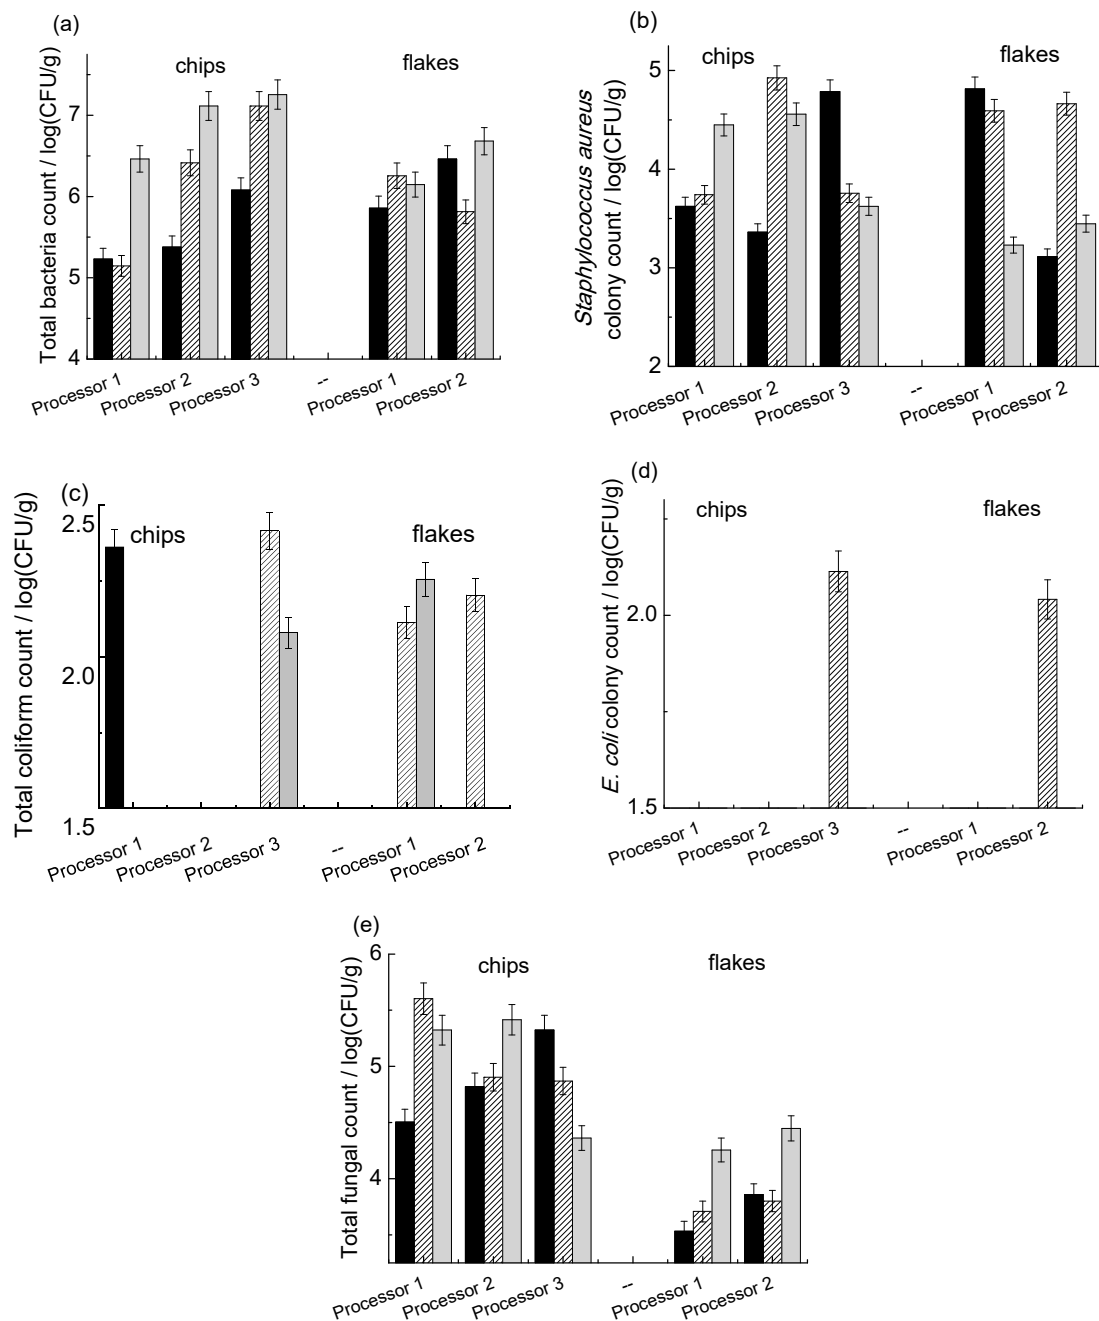 (a)
Total bacteria count / log(CFU/g)
chips
flakes
7
6
5
4
Processor 1
Processor 2
Processor 3
--
Processor 1
Processor 2
(b)
Staphylococcus aureus
colony count / log(CFU/g)
chips
flakes
5
4
3
2
Processor 1
Processor 2
Processor 3
--
Processor 1
Processor 2
(c)
Total coliform count / log(CFU/g)
chips
flakes
2.5
2.0
1.5
Processor 1
Processor 2
Processor 3
--
Processor 1
Processor 2
(d)
E. coli colony count / log(CFU/g)
chips
flakes
2.0
1.5
Processor 1
Processor 2
Processor 3
--
Processor 1
Processor 2
(e)
Total fungal count / log(CFU/g)
chips
flakes
6
5
4
Processor 1
Processor 2
Processor 3
--
Processor 1
Processor 2